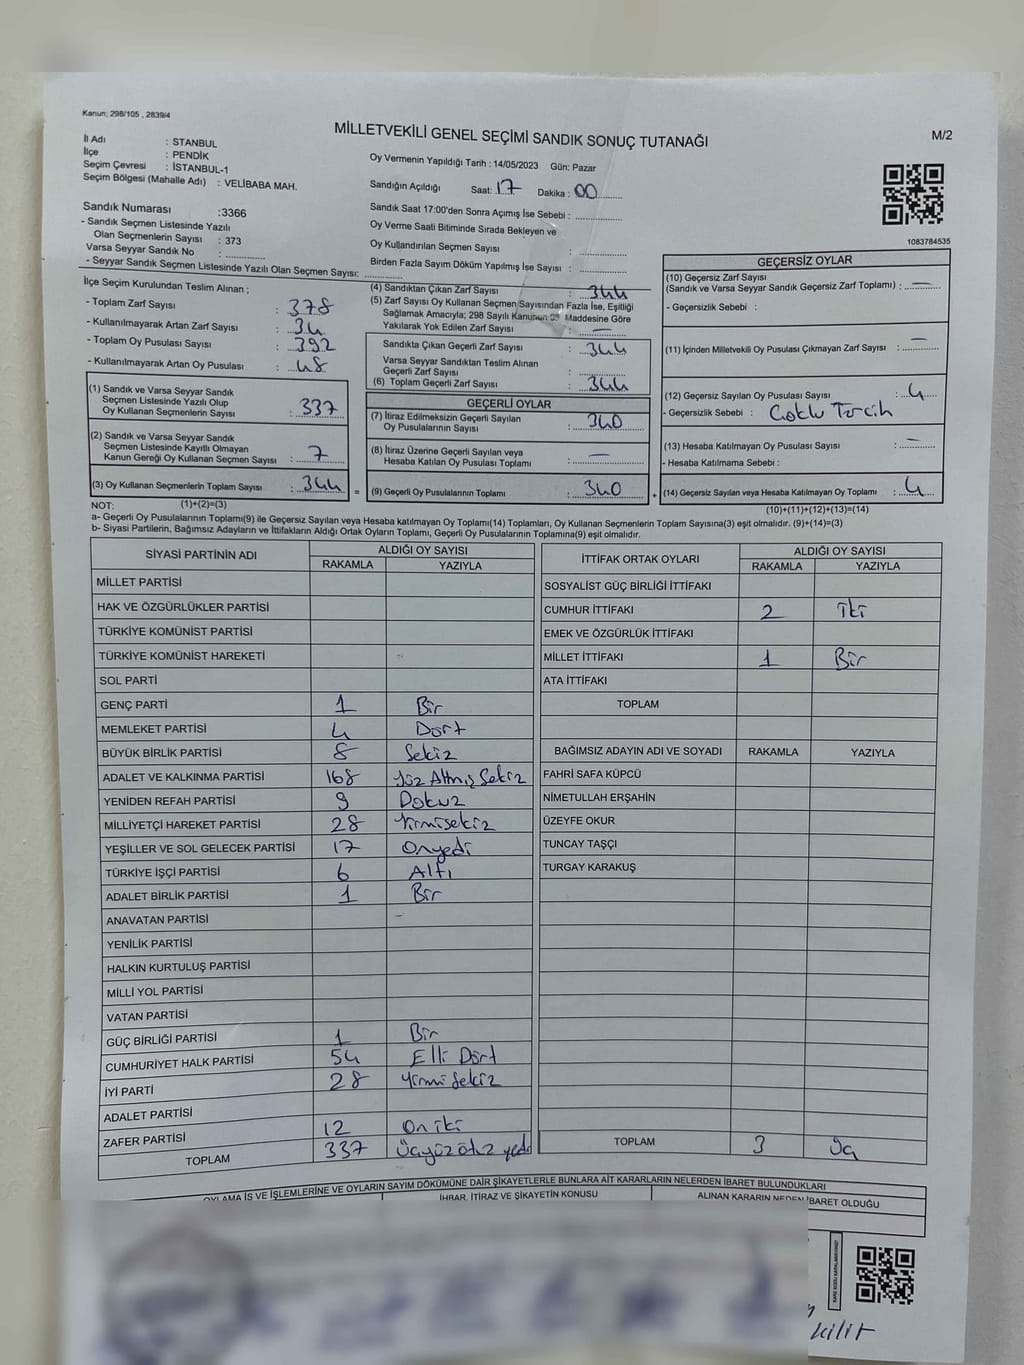 Kanun; 298/105 , 2839/4
MİLLETVEKİLİ GENEL SEÇİMİ SANDIK SONUÇ TUTANAĞI
M/2
İl Adı : STANBUL
İlçe : PENDİK
Seçim Çevresi : İSTANBUL-1
Seçim Bölgesi (Mahalle Adı) : VELİBABA MAH.
Oy Vermenin Yapıldığı Tarih : 14/05/2023 Gün: Pazar
Sandığın Açıldığı Saat: 17 Dakika : 00
Sandık Saat 17:00'den Sonra Açımış İse Sebebi :
Oy Verme Saati Bitiminde Sırada Bekleyen ve
Oy Kullandırılan Seçmen Sayısı :
Birden Fazla Sayım Döküm Yapılmış İse Sayısı :
1083784535
Sandık Numarası :3366
- Sandık Seçmen Listesinde Yazılı
Olan Seçmenlerin Sayısı : 373
Varsa Seyyar Sandık No :
- Seyyar Sandık Seçmen Listesinde Yazılı Olan Seçmen Sayısı:
İlçe Seçim Kurulundan Teslim Alınan ;
- Toplam Zarf Sayısı : 378
- Kullanılmayarak Artan Zarf Sayısı : 34
- Toplam Oy Pusulası Sayısı : 392
- Kullanılmayarak Artan Oy Pusulası : 48
(1) Sandık ve Varsa Seyyar Sandık
Seçmen Listesinde Yazılı Olup
Oy Kullanan Seçmenlerin Sayısı : 337
(2) Sandık ve Varsa Seyyar Sandık
Seçmen Listesinde Kayıtlı Olmayan
Kanun Gereği Oy Kullanan Seçmen Sayısı : 7
(3) Oy Kullanan Seçmenlerin Toplam Sayısı : 344 =
(1)+(2)=(3)
(4) Sandıktan Çıkan Zarf Sayısı : 344
(5) Zarf Sayısı Oy Kullanan Seçmen Sayısından Fazla İse, Eşitliği
Sağlamak Amacıyla; 298 Sayılı Kanunun Maddesine Göre
Yakılarak Yok Edilen Zarf Sayısı : —
Sandıkta Çıkan Geçerli Zarf Sayısı : 344
Varsa Seyyar Sandıktan Teslim Alınan
Geçerli Zarf Sayısı :
(6) Toplam Geçerli Zarf Sayısı : 344
GEÇERLİ OYLAR
(7) İtiraz Edilmeksizin Geçerli Sayılan
Oy Pusulalarının Sayısı : 340
(8) İtiraz Üzerine Geçerli Sayılan veya
Hesaba Katılan Oy Pusulası Toplamı : —
(9) Geçerli Oy Pusulalarının Toplamı : 340 +
GEÇERSİZ OYLAR
(10) Geçersiz Zarf Sayısı
(Sandık ve Varsa Seyyar Sandık Geçersiz Zarf Toplamı) : —
- Geçersizlik Sebebi :
(11) İçinden Milletvekili Oy Pusulası Çıkmayan Zarf Sayısı : —
(12) Geçersiz Sayılan Oy Pusulası Sayısı : 4
- Geçersizlik Sebebi : Çoklu Tercih
(13) Hesaba Katılmayan Oy Pusulası Sayısı : —
- Hesaba Katılmama Sebebi :
(14) Geçersiz Sayılan veya Hesaba Katılmayan Oy Toplamı : 4
(10)+(11)+(12)+(13)=(14)
NOT:
a- Geçerli Oy Pusulalarının Toplamı(9) ile Geçersiz Sayılan veya Hesaba katılmayan Oy Toplamı(14) Toplamları, Oy Kullanan Seçmenlerin Toplam Sayısına(3) eşit olmalıdır. (9)+(14)=(3)
b- Siyasi Partilerin, Bağımsız Adayların ve İttifakların Aldığı Ortak Oyların Toplamı, Geçerli Oy Pusulalarının Toplamına(9) eşit olmalıdır.
SİYASİ PARTİNİN ADI ALDIĞI OY SAYISI
RAKAMLA YAZIYLA
MİLLET PARTİSİ
HAK VE ÖZGÜRLÜKLER PARTİSİ
TÜRKİYE KOMÜNİST PARTİSİ
TÜRKİYE KOMÜNİST HAREKETİ
SOL PARTİ
GENÇ PARTİ 1 Bir
MEMLEKET PARTİSİ 4 Dört
BÜYÜK BİRLİK PARTİSİ 8 Sekiz
ADALET VE KALKINMA PARTİSİ 168 Yüz Altmış Sekiz
YENİDEN REFAH PARTİSİ 9 Dokuz
MİLLİYETÇİ HAREKET PARTİSİ 28 Yirmisekiz
YEŞİLLER VE SOL GELECEK PARTİSİ 17 Onyedi
TÜRKİYE İŞÇİ PARTİSİ 6 Altı
ADALET BİRLİK PARTİSİ 1 Bir
ANAVATAN PARTİSİ
YENİLİK PARTİSİ
HALKIN KURTULUŞ PARTİSİ
MİLLİ YOL PARTİSİ
VATAN PARTİSİ
GÜÇ BİRLİĞİ PARTİSİ 1 Bir
CUMHURİYET HALK PARTİSİ 54 Elli Dört
İYİ PARTİ 28 Yirmi Sekiz
ADALET PARTİSİ
ZAFER PARTİSİ 12 On iki
TOPLAM 337 Üçyüzotuz yedi
İTTİFAK ORTAK OYLARI ALDIĞI OY SAYISI
RAKAMLA YAZIYLA
SOSYALİST GÜÇ BİRLİĞİ İTTİFAKI
CUMHUR İTTİFAKI 2 İki
EMEK VE ÖZGÜRLÜK İTTİFAKI
MİLLET İTTİFAKI 1 Bir
ATA İTTİFAKI
TOPLAM
BAĞIMSIZ ADAYIN ADI VE SOYADI RAKAMLA YAZIYLA
FAHRİ SAFA KÜPCÜ
NİMETULLAH ERŞAHİN
ÜZEYFE OKUR
TUNCAY TAŞÇI
TURGAY KARAKUŞ
TOPLAM 3 Üç
OYLAMA İŞ VE İŞLEMLERİNE VE OYLARIN SAYIM DÖKÜMÜNE DAİR ŞİKAYETLERLE BUNLARA AİT KARARLARIN NELERDEN İBARET BULUNDUKLARI
İHBAR, İTİRAZ VE ŞİKAYETİN KONUSU ALINAN KARARIN NEDEN İBARET OLDUĞU
kilit